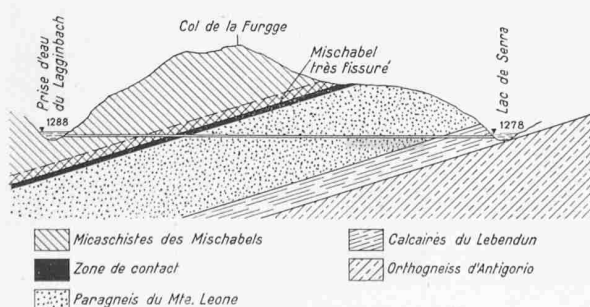 Col de la Furgge
Mischabel
très fissuré
Prise d'eau
du Lagginbach
Lac de Serra
1288
1278
Micaschistes des Mischabels
Zone de contact
Paragneis du Mte. Leone
Calcaires du Lebendun
Orthogneiss d'Antigorio